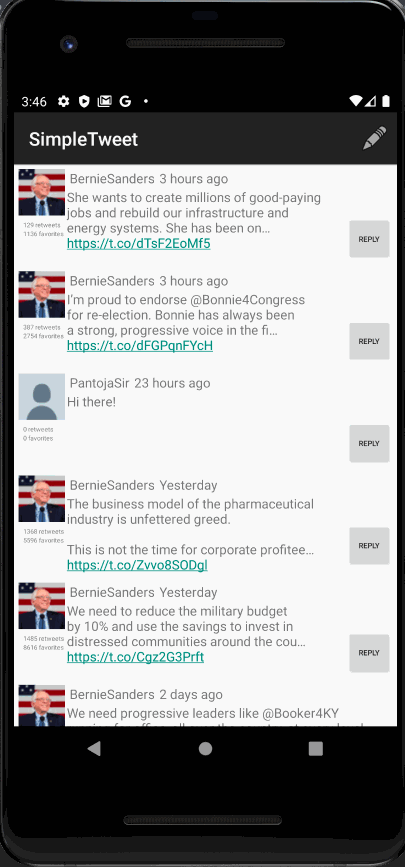 3:46
SimpleTweet
BernieSanders 3 hours ago
She wants to create millions of good-paying
jobs and rebuild our infrastructure and
energy systems. She has been on…
https://t.co/dTsF2EoMf5
129 retweets
1136 favorites
REPLY
BernieSanders 3 hours ago
I'm proud to endorse @Bonnie4Congress
for re-election. Bonnie has always been
a strong, progressive voice in the fi…
https://t.co/dFGPqnFYcH
387 retweets
2754 favorites
REPLY
PantojaSir 23 hours ago
Hi there!
0 retweets
0 favorites
REPLY
BernieSanders Yesterday
The business model of the pharmaceutical
industry is unfettered greed.
This is not the time for corporate profitee…
https://t.co/Zvvo8SODgl
1368 retweets
5596 favorites
REPLY
BernieSanders Yesterday
We need to reduce the military budget
by 10% and use the savings to invest in
distressed communities around the cou…
https://t.co/Cgz2G3Prft
1485 retweets
8616 favorites
REPLY
BernieSanders 2 days ago
We need progressive leaders like @Booker4KY